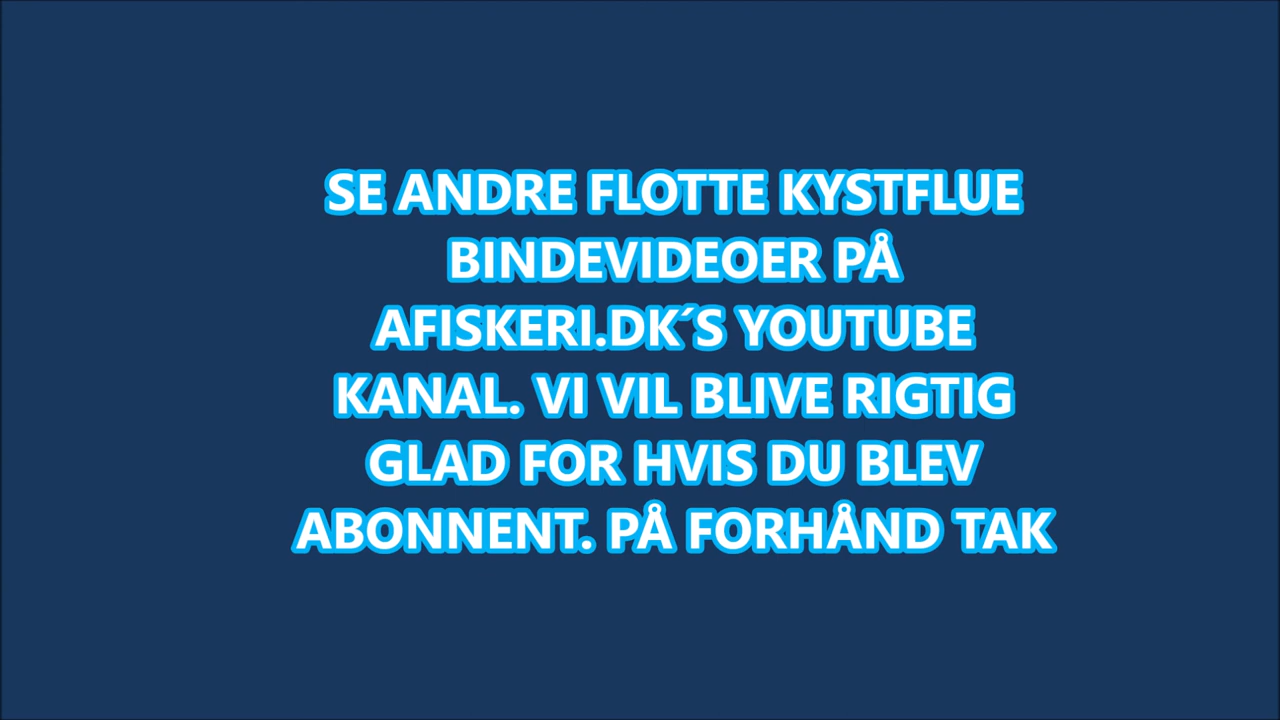 SE ANDRE FLOTTE KYSTFLUE
BINDEVIDEOER PÅ
AFISKERI.DK´S YOUTUBE
KANAL. VI VIL BLIVE RIGTIG
GLAD FOR HVIS DU BLEV
ABONNENT. PÅ FORHÅND TAK